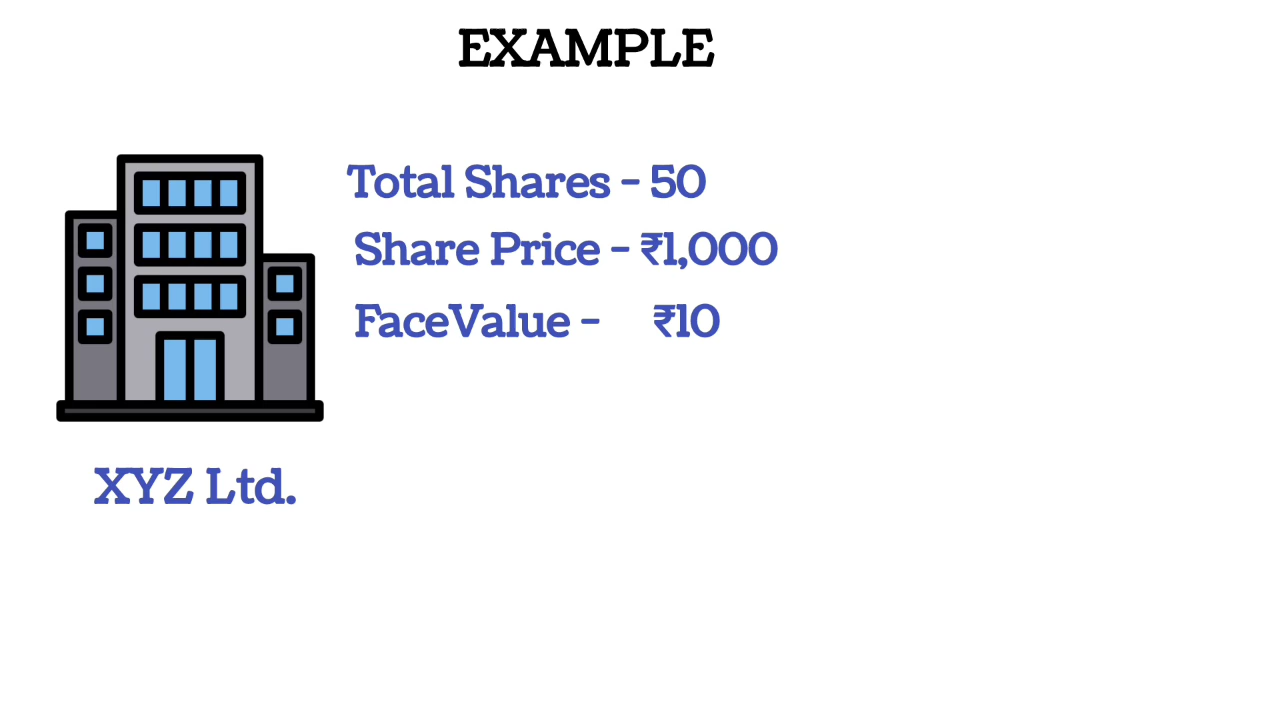 EXAMPLE
Total Shares - 50
Share Price - ₹1,000
FaceValue - ₹10
XYZ Ltd.